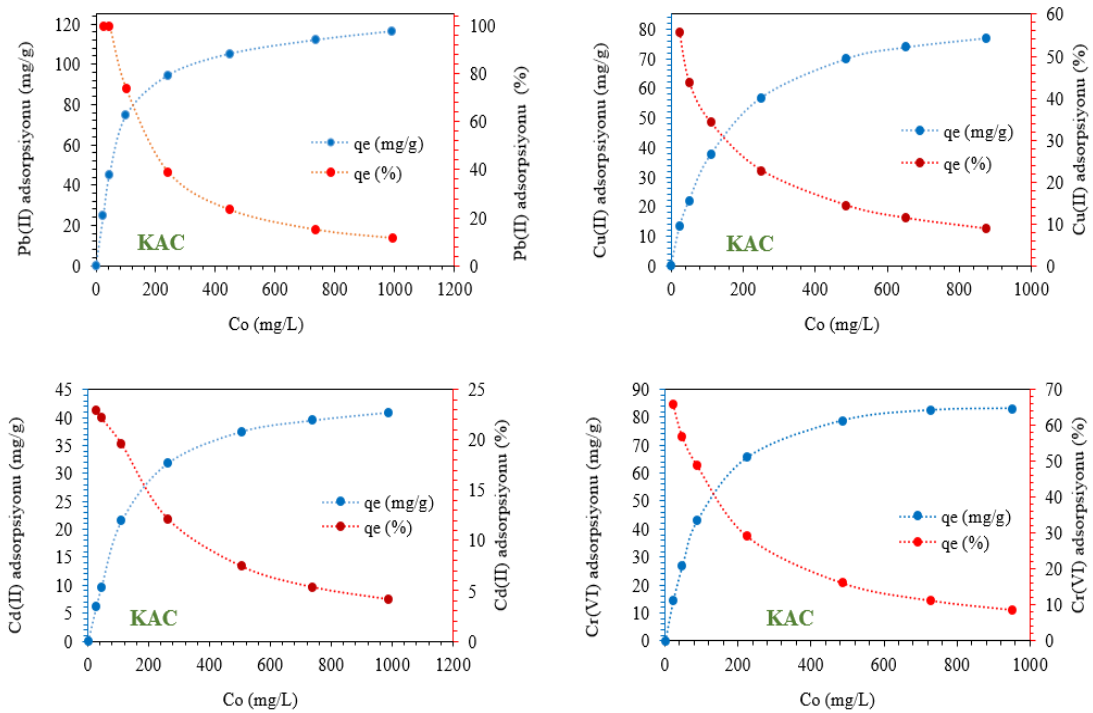 Pb(II) adsorpsiyonu (mg/g)
120
100
80
60
40
20
0
100
80
60
40
20
0
Pb(II) adsorpsiyonu (%)
qe (mg/g)
qe (%)
KAC
0 200 400 600 800 1000 1200
Co (mg/L)
Cu(II) adsorpsiyonu (mg/g)
80
70
60
50
40
30
20
10
0
60
50
40
30
20
10
0
Cu(II) adsorpsiyonu (%)
qe (mg/g)
qe (%)
KAC
0 200 400 600 800 1000
Co (mg/L)
Cd(II) adsorpsiyonu (mg/g)
45
40
35
30
25
20
15
10
5
0
25
20
15
10
5
0
Cd(II) adsorpsiyonu (%)
qe (mg/g)
qe (%)
KAC
0 200 400 600 800 1000 1200
Co (mg/L)
Cr(VI) adsorpsiyonu (mg/g)
90
80
70
60
50
40
30
20
10
0
70
60
50
40
30
20
10
0
Cr(VI) adsorpsiyonu (%)
qe (mg/g)
qe (%)
KAC
0 200 400 600 800 1000
Co (mg/L)